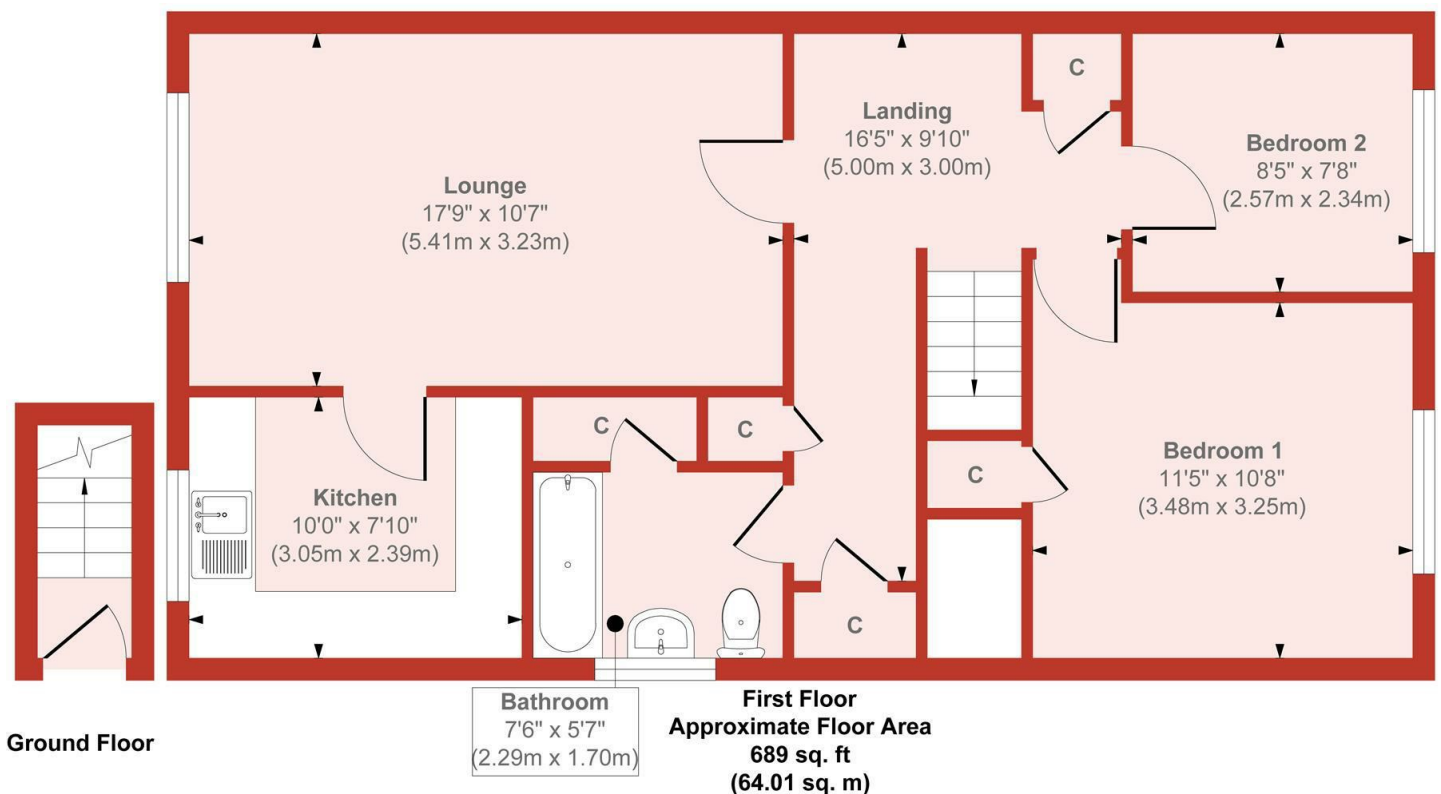 Lounge
17'9" x 10'7"
(5.41m x 3.23m)
Landing
16'5" x 9'10"
(5.00m x 3.00m)
C
Bedroom 2
8'5" x 7'8"
(2.57m x 2.34m)
Kitchen
10'0" x 7'10"
(3.05m x 2.39m)
C
C
C
Bedroom 1
11'5" x 10'8"
(3.48m x 3.25m)
C
Bathroom
7'6" x 5'7"
(2.29m x 1.70m)
Ground Floor
First Floor
Approximate Floor Area
689 sq. ft
(64.01 sq. m)